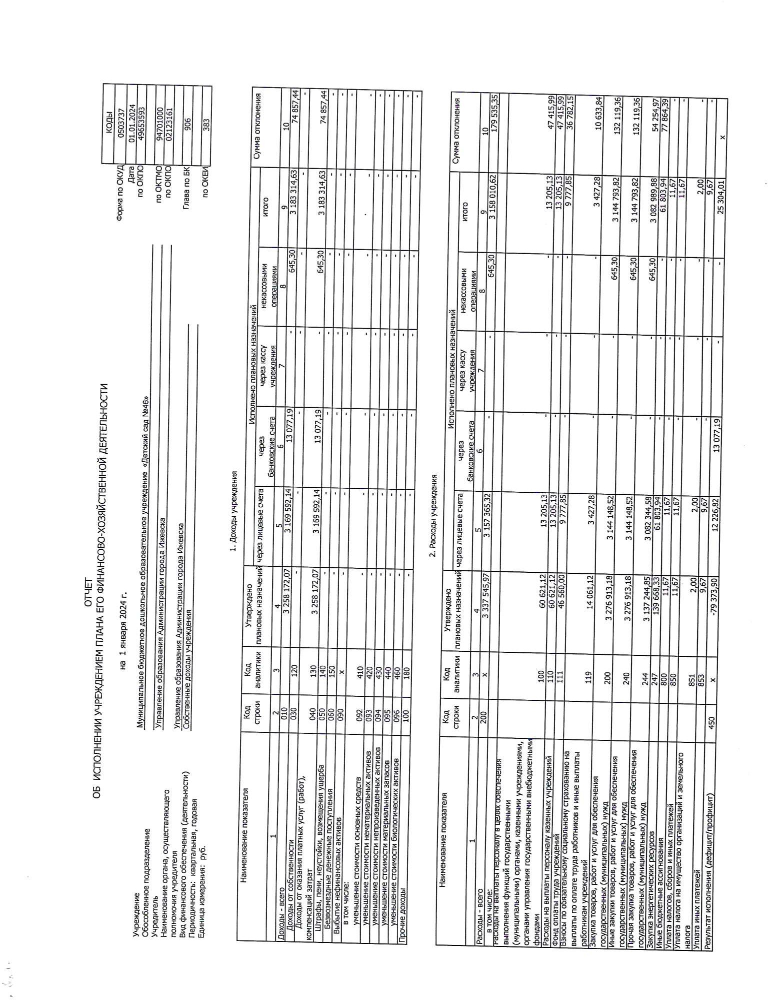 ОТЧЕТ
ОБ ИСПОЛНЕНИИ УЧРЕЖДЕНИЕМ ПЛАНА ЕГО ФИНАНСОВО-ХОЗЯЙСТВЕННОЙ ДЕЯТЕЛЬНОСТИ
КОДЫ
Форма по ОКУД 0503737
на 1 января 2024 г. Дата 01.01.2024
Учреждение Муниципальное бюджетное дошкольное образовательное учреждение «Детский сад №46» по ОКПО 49653593
Обособленное подразделение
Учредитель Управление образования Администрации города Ижевска по ОКТМО 94701000
Наименование органа, осуществляющего по ОКПО 02123161
полномочия учредителя Управление образования Администрации города Ижевска
Вид финансового обеспечения (деятельности) Собственные доходы учреждения Глава по БК 906
Периодичность: квартальная, годовая
Единица измерения: руб. по ОКЕИ 383
1. Доходы учреждения
Наименование показателя Код строки Код аналитики Утверждено плановых назначений Исполнено плановых назначений Сумма отклонения
через лицевые счета через банковские счета через кассу учреждения некассовыми операциями итого
1 2 3 4 5 6 7 8 9 10
Доходы - всего 010 3 258 172,07 3 169 592,14 13 077,19 - 645,30 3 183 314,63 74 857,44
Доходы от собственности 030 120 - - - - - - -
Доходы от оказания платных услуг (работ),
компенсаций затрат 040 130 3 258 172,07 3 169 592,14 13 077,19 - 645,30 3 183 314,63 74 857,44
Штрафы, пени, неустойки, возмещения ущерба 050 140 - - - - - - -
Безвозмездные денежные поступления 060 150 - - - - - - -
Выбытие нефинансовых активов 090 х - - - - - - -
в том числе:
уменьшение стоимости основных средств 092 410 - - - - - - -
уменьшение стоимости нематериальных активов 093 420 - - - - - - -
уменьшение стоимости непроизведенных активов 094 430 - - - - - - -
уменьшение стоимости материальных запасов 095 440 - - - - - - -
уменьшение стоимости биологических активов 096 460 - - - - - - -
Прочие доходы 100 180 - - - - - - -
2. Расходы учреждения
Наименование показателя Код строки Код аналитики Утверждено плановых назначений Исполнено плановых назначений Сумма отклонения
через лицевые счета через банковские счета через кассу учреждения некассовыми операциями итого
1 2 3 4 5 6 7 8 9 10
Расходы - всего 200 х 3 337 545,97 3 157 365,32 - - 645,30 3 158 010,62 179 535,35
в том числе:
Расходы на выплаты персоналу в целях обеспечения
выполнения функций государственными
(муниципальными) органами, казенными учреждениями,
органами управления государственными внебюджетными
фондами 100 60 621,12 13 205,13 - - - 13 205,13 47 415,99
Расходы на выплаты персоналу казенных учреждений 110 60 621,12 13 205,13 - - - 13 205,13 47 415,99
Фонд оплаты труда учреждений 111 46 560,00 9 777,85 - - - 9 777,85 36 782,15
Взносы по обязательному социальному страхованию на
выплаты по оплате труда работников и иные выплаты
работникам учреждений 119 14 061,12 3 427,28 - - - 3 427,28 10 633,84
Закупка товаров, работ и услуг для обеспечения
государственных (муниципальных) нужд 200 3 276 913,18 3 144 148,52 - - 645,30 3 144 793,82 132 119,36
Иные закупки товаров, работ и услуг для обеспечения
государственных (муниципальных) нужд 240 3 276 913,18 3 144 148,52 - - 645,30 3 144 793,82 132 119,36
Прочая закупка товаров, работ и услуг для обеспечения
государственных (муниципальных) нужд 244 3 137 244,85 3 082 344,58 - - 645,30 3 082 989,88 54 254,97
Закупка энергетических ресурсов 247 139 668,33 61 803,94 - - - 61 803,94 77 864,39
Иные бюджетные ассигнования 800 11,67 11,67 - - - 11,67 -
Уплата налогов, сборов и иных платежей 850 11,67 11,67 - - - 11,67 -
Уплата налога на имущество организаций и земельного
налога 851 2,00 2,00 - - - 2,00 -
Уплата иных платежей 853 9,67 9,67 - - - 9,67 -
Результат исполнения (дефицит/профицит) 450 х -79 373,90 12 226,82 13 077,19 - - 25 304,01 х